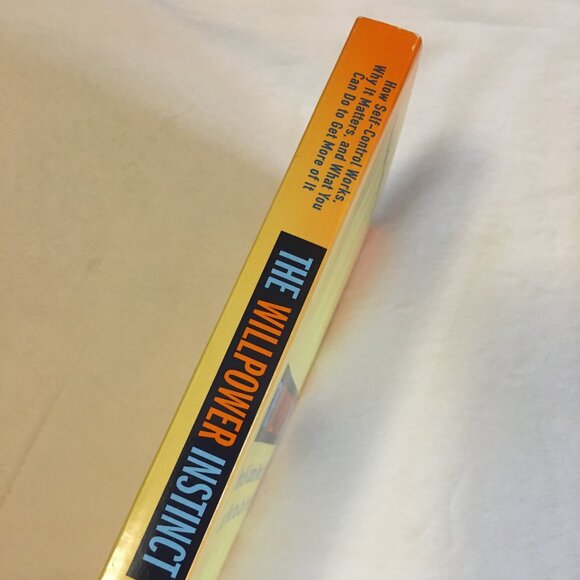 How Self-Control Works,
Why It Matters, and What You
Can Do to Get More of It
THE WILLPOWER INSTINCT